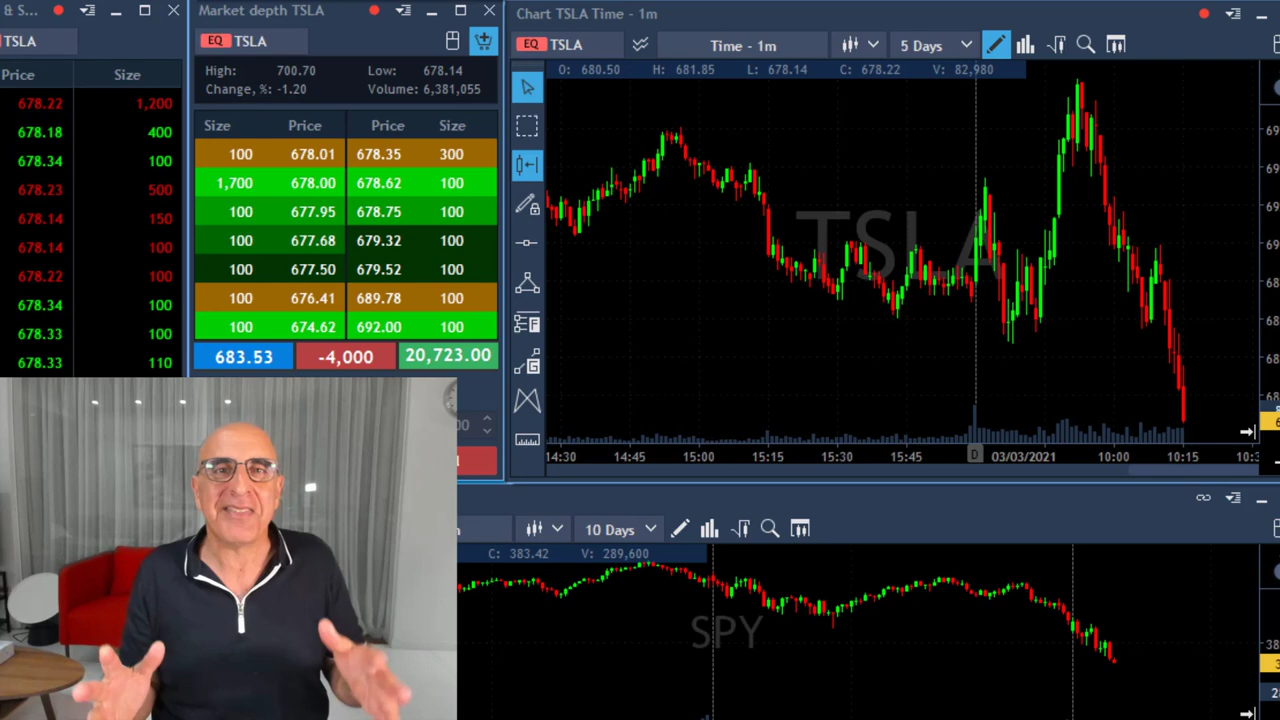 & S...
TSLA
Price Size
678.22 1,200
678.18 400
678.34 100
678.23 500
678.14 150
678.14 100
678.22 100
678.34 100
678.33 100
678.33 110
Market depth TSLA
EQ TSLA
High: 700.70 Low: 678.14
Change, %: -1.20 Volume: 6,381,055
Size Price Price Size
100 678.01 678.35 300
1,700 678.00 678.62 100
100 677.95 678.75 100
100 677.68 679.32 100
100 677.50 679.52 100
100 676.41 689.78 100
100 674.62 692.00 100
683.53 -4,000 20,723.00
Chart TSLA Time - 1m
EQ TSLA Time - 1m 5 Days
O: 680.50 H: 681.85 L: 678.14 C: 678.22 V: 82,980
TSLA
F
G
14:30 14:45 15:00 15:15 15:30 15:45 D 03/03/2021 10:00 10:15
10 Days
C: 383.42 V: 289,600
SPY